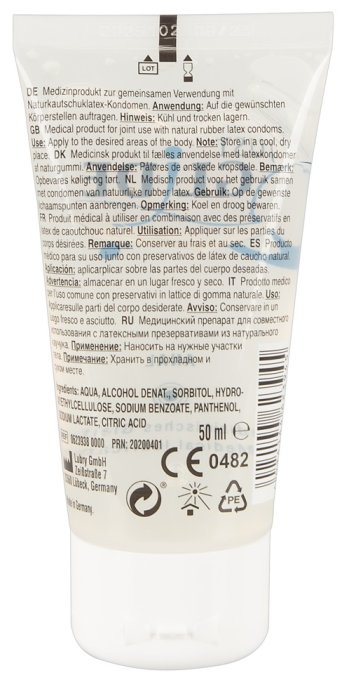 LOT
DE Medizinprodukt zur gemeinsamen Verwendung mit
Naturkautschuklatex-Kondomen. Anwendung: Auf die gewünschten
Körperstellen auftragen. Hinweis: Kühl und trocken lagern.
GB Medical product for joint use with natural rubber latex condoms.
Use: Apply to the desired areas of the body. Note: Store in a cool, dry
place. DK Medicinsk produkt til fælles anvendelse med latexkondomer
af naturgummi. Anvendelse: Påføres de ønskede kropsdele. Bemærk:
Opbevares køligt og tørt. NL Medisch product voor het gebruik samen
met condomen van natuurlijke rubber latex. Gebruik: Op de gewenste
lichaamspunten aanbrengen. Opmerking: Koel en droog bewaren.
FR Produit médical à utiliser en commun avec des préservatifs en
latex de caoutchouc naturel. Utilisation: Appliquer sur les parties du
corps désirées. Remarque: Conserver au frais et au sec. ES Producto
médico para su uso junto con preservativos de látex de caucho natural.
Aplicación: aplicarplicar sobre las partes del cuerpo deseadas.
Advertencia: almacenar en un lugar fresco y seco. IT Prodotto medico
per l'uso comune con preservativi in lattice di gomma naturale. Uso:
Applicaresulle parti del corpo desiderate. Avviso: Conservare in un
luogo fresco e asciutto. RU Медицинский препарат для совместного
использования с латексными презервативами из натурального
каучука. Применение: Наносить на нужные участки
тела. Примечание: Хранить в прохладном и
сухом месте.
Ingredients: AQUA, ALCOHOL DENAT, SORBITOL, HYDRO-
XYETHYLCELLULOSE, SODIUM BENZOATE, PANTHENOL,
SODIUM LACTATE, CITRIC ACID
50 ml ℮
0623938 0000 PRN: 20200401
Lubry GmbH
Zeißstraße 7
23560 Lübeck, Germany
CE 0482
PE
Made in Germany.